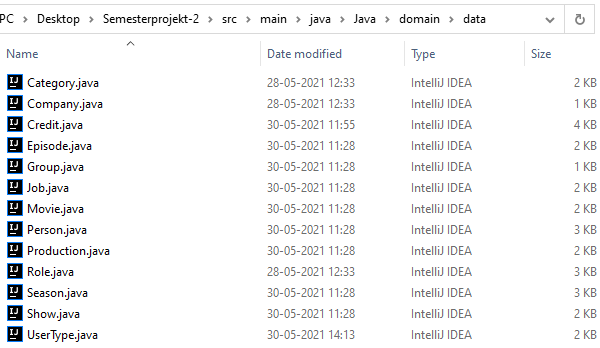 PC > Desktop > Semesterprojekt-2 > src > main > java > Java > domain > data
Name Date modified Type Size
Category.java 28-05-2021 12:33 IntelliJ IDEA 2 KB
Company.java 28-05-2021 12:33 IntelliJ IDEA 1 KB
Credit.java 30-05-2021 11:55 IntelliJ IDEA 4 KB
Episode.java 30-05-2021 11:28 IntelliJ IDEA 2 KB
Group.java 30-05-2021 11:28 IntelliJ IDEA 1 KB
Job.java 30-05-2021 11:28 IntelliJ IDEA 2 KB
Movie.java 30-05-2021 11:28 IntelliJ IDEA 2 KB
Person.java 30-05-2021 11:28 IntelliJ IDEA 3 KB
Production.java 30-05-2021 11:28 IntelliJ IDEA 2 KB
Role.java 28-05-2021 12:33 IntelliJ IDEA 3 KB
Season.java 30-05-2021 11:28 IntelliJ IDEA 3 KB
Show.java 30-05-2021 11:28 IntelliJ IDEA 2 KB
UserType.java 30-05-2021 14:13 IntelliJ IDEA 2 KB